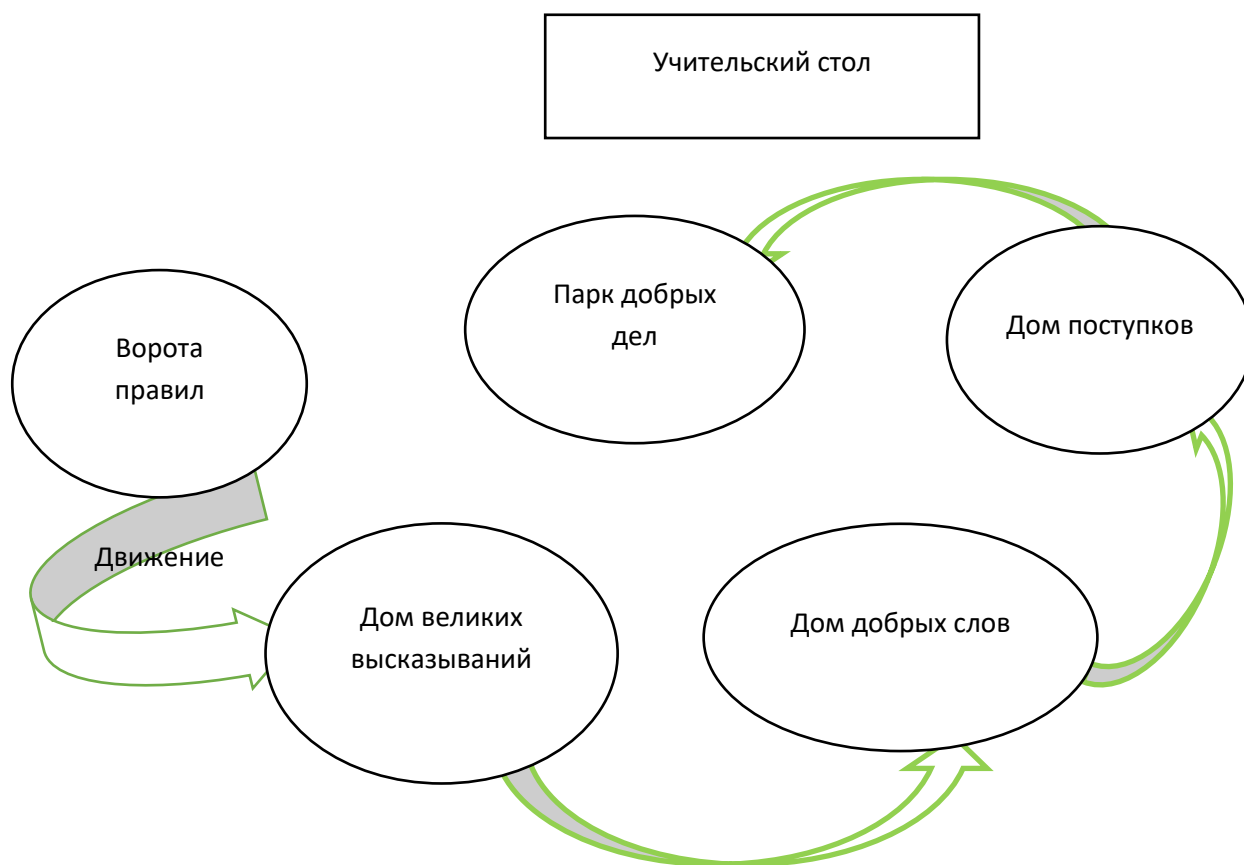 Учительский стол
Парк добрых
дел
Дом поступков
Ворота
правил
Движение
Дом великих
высказываний
Дом добрых слов